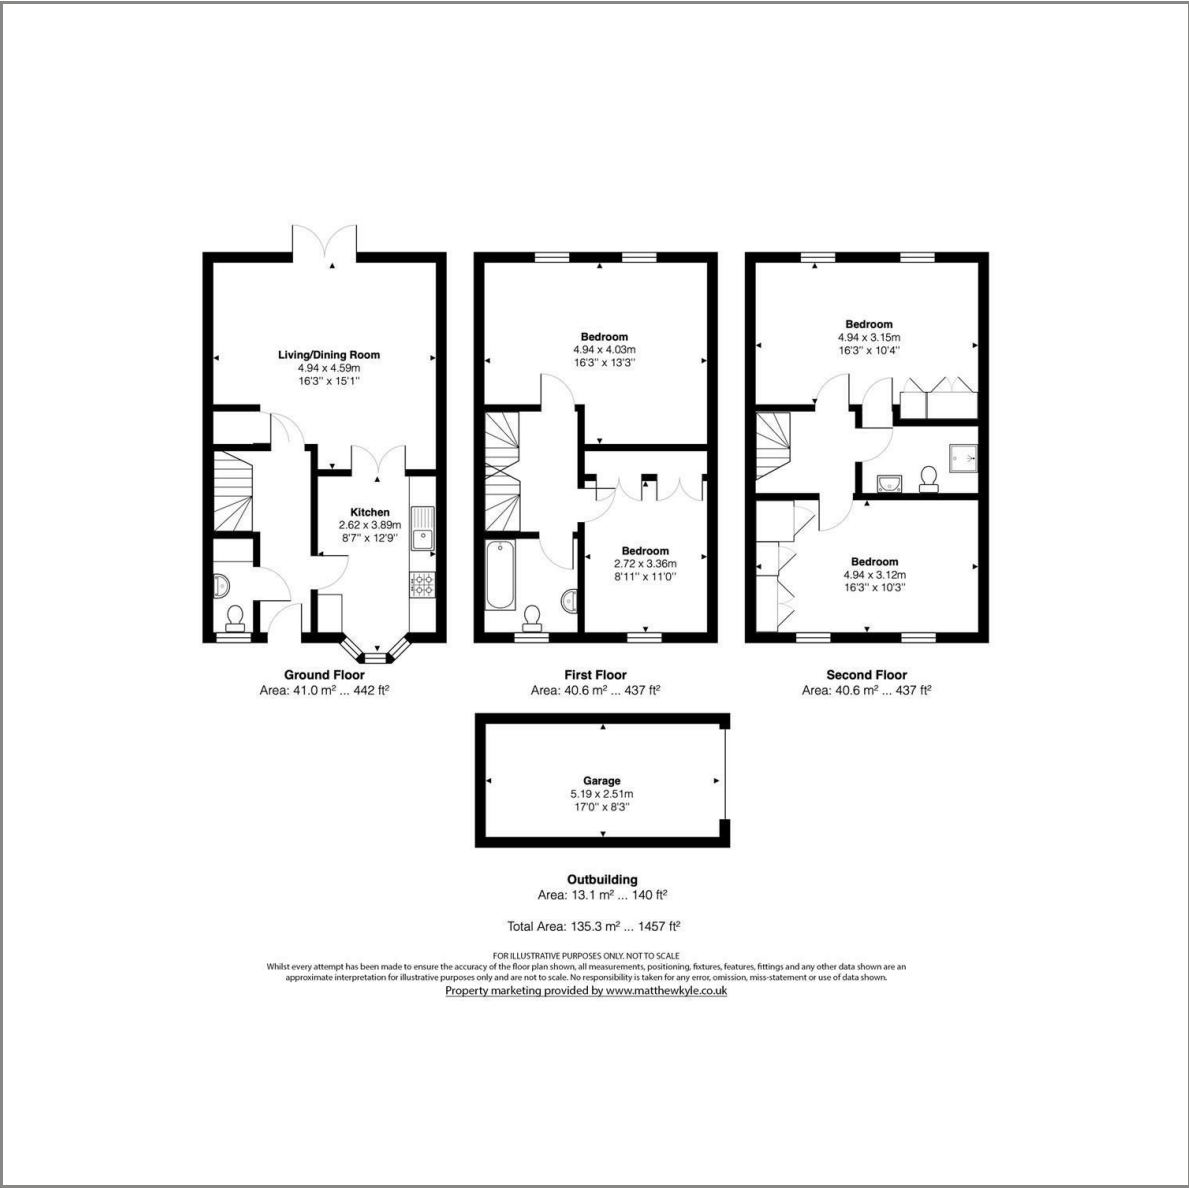 Living/Dining Room
4.94 x 4.59m
16'3" x 15'1"
Kitchen
2.62 x 3.89m
8'7" x 12'9"
Ground Floor
Area: 41.0 m² ... 442 ft²
Bedroom
4.94 x 4.03m
16'3" x 13'3"
Bedroom
2.72 x 3.36m
8'11" x 11'0"
First Floor
Area: 40.6 m² ... 437 ft²
Bedroom
4.94 x 3.15m
16'3" x 10'4"
Bedroom
4.94 x 3.12m
16'3" x 10'3"
Second Floor
Area: 40.6 m² ... 437 ft²
Garage
5.19 x 2.51m
17'0" x 8'3"
Outbuilding
Area: 13.1 m² ... 140 ft²
Total Area: 135.3 m² ... 1457 ft²
FOR ILLUSTRATIVE PURPOSES ONLY. NOT TO SCALE
Whilst every attempt has been made to ensure the accuracy of the floor plan shown, all measurements, positioning, fixtures, features, fittings and any other data shown are an
approximate interpretation for illustrative purposes only and are not to scale. No responsibility is taken for any error, omission, miss-statement or use of data shown.
Property marketing provided by www.matthewkyle.co.uk